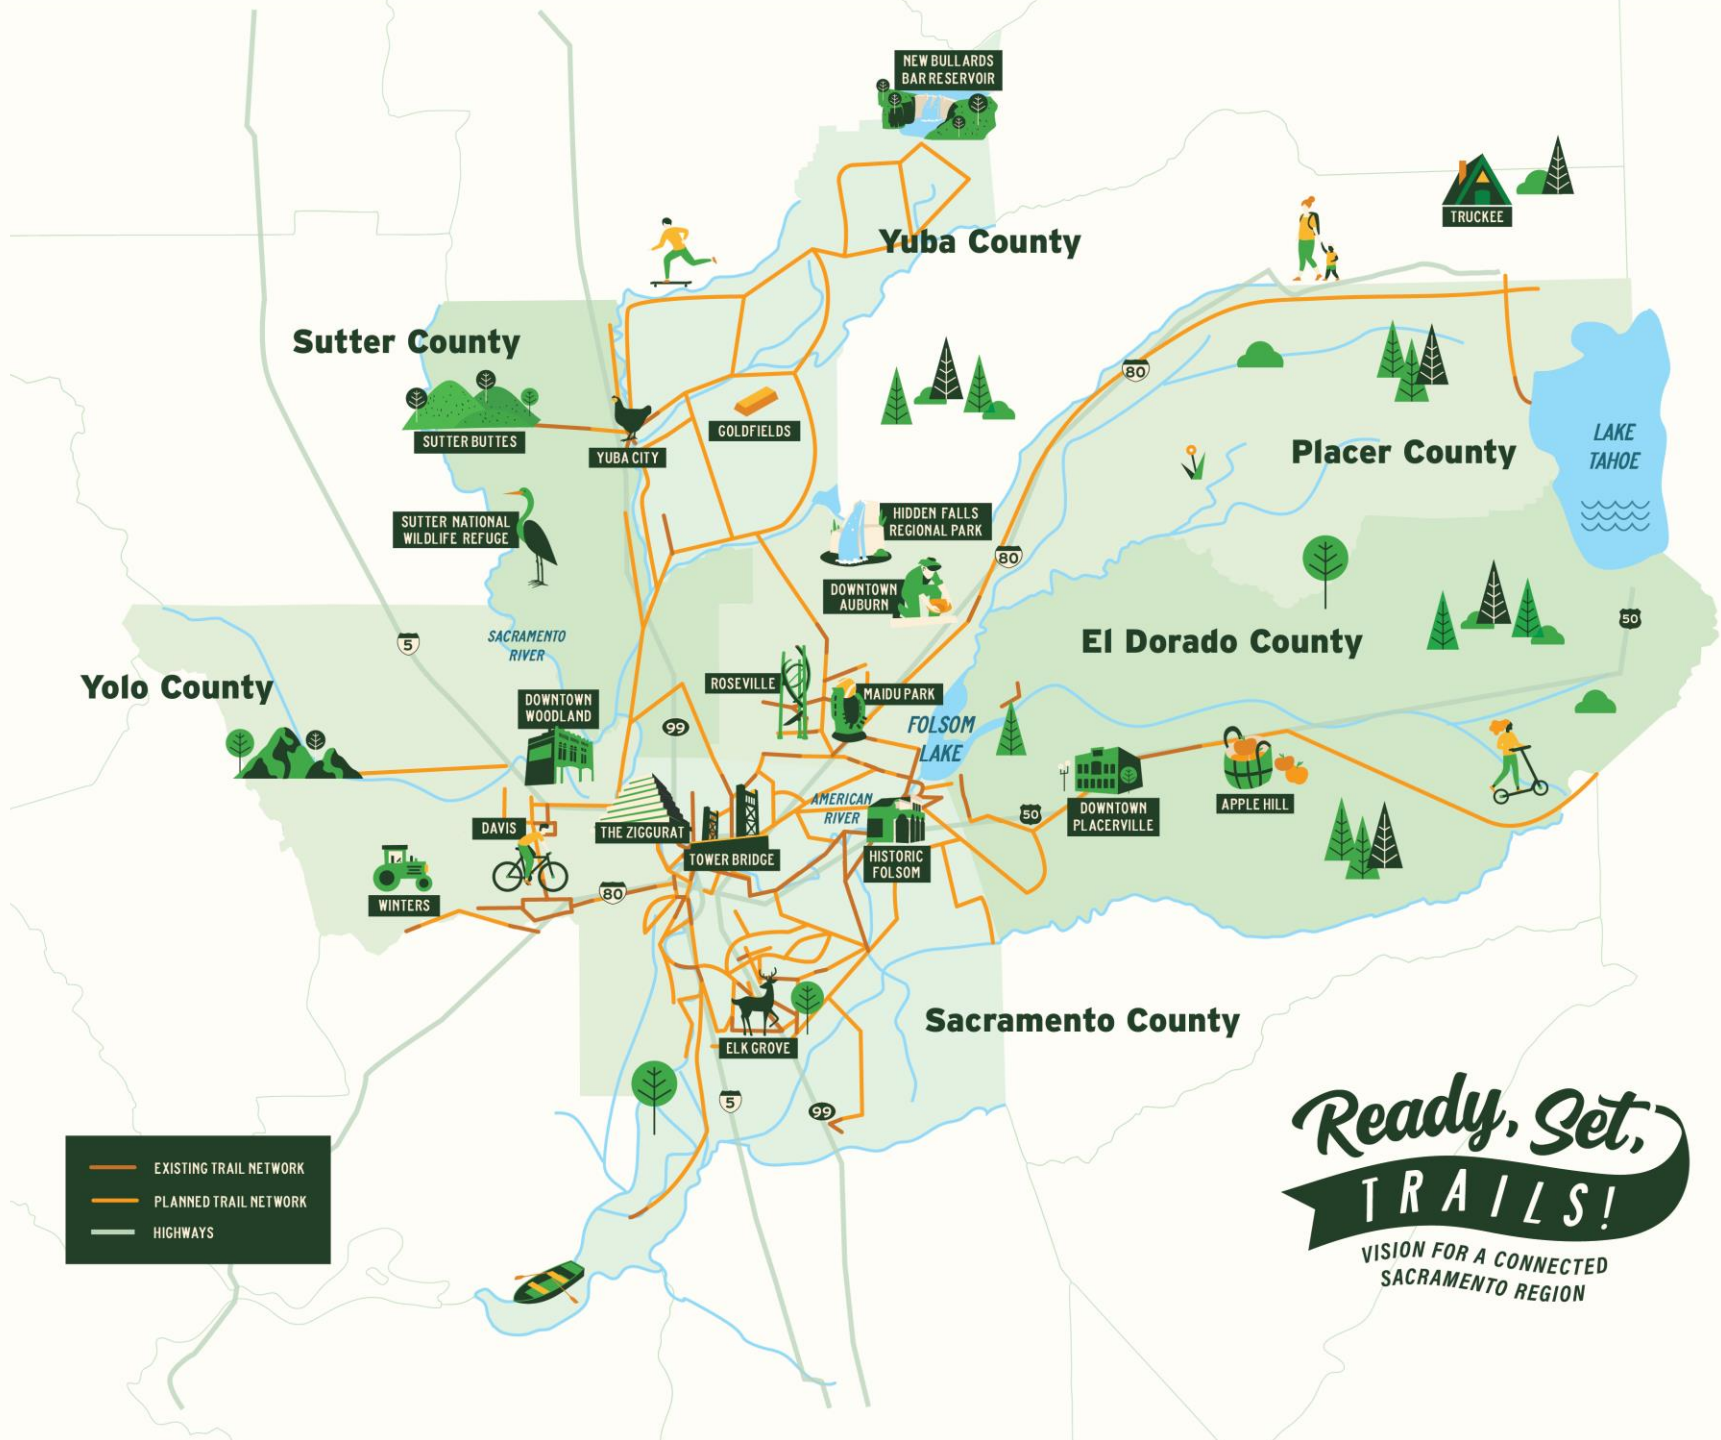 NEW BULLARDS
BAR RESERVOIR
TRUCKEE
Yuba County
Sutter County
80
SUTTER BUTTES
YUBA CITY
GOLDFIELDS
LAKE
TAHOE
Placer County
SUTTER NATIONAL
WILDLIFE REFUGE
HIDDEN FALLS
REGIONAL PARK
80
DOWNTOWN
AUBURN
50
5
SACRAMENTO
RIVER
El Dorado County
Yolo County
DOWNTOWN
WOODLAND
ROSEVILLE
MAIDU PARK
99
FOLSOM
LAKE
AMERICAN
RIVER
50
DOWNTOWN
PLACERVILLE
APPLE HILL
DAVIS
THE ZIGGURAT
TOWER BRIDGE
HISTORIC
FOLSOM
WINTERS
80
Sacramento County
ELK GROVE
5
99
EXISTING TRAIL NETWORK
PLANNED TRAIL NETWORK
HIGHWAYS
Ready, Set,
TRAILS!
VISION FOR A CONNECTED
SACRAMENTO REGION